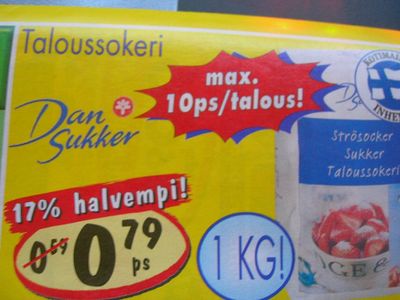 Taloussokeri
max.
10ps/talous!
Dan
Sukker
17% halvempi!
0 79
ps
1 KG!
Strösocker
Sukker
Taloussokeri